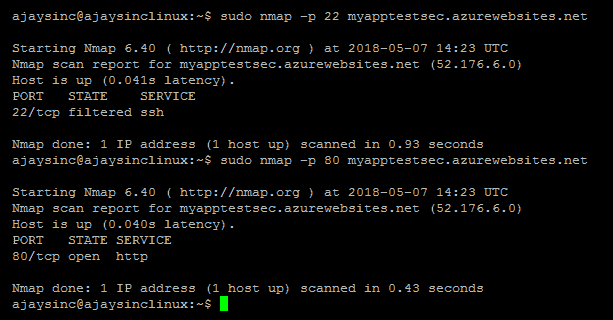 ajaysinc@ajaysinclinux:~$ sudo nmap -p 22 myapptestsec.azurewebsites.net
Starting Nmap 6.40 ( http://nmap.org ) at 2018-05-07 14:23 UTC
Nmap scan report for myapptestsec.azurewebsites.net (52.176.6.0)
Host is up (0.041s latency).
PORT   STATE    SERVICE
22/tcp filtered ssh
Nmap done: 1 IP address (1 host up) scanned in 0.93 seconds
ajaysinc@ajaysinclinux:~$ sudo nmap -p 80 myapptestsec.azurewebsites.net
Starting Nmap 6.40 ( http://nmap.org ) at 2018-05-07 14:23 UTC
Nmap scan report for myapptestsec.azurewebsites.net (52.176.6.0)
Host is up (0.040s latency).
PORT   STATE SERVICE
80/tcp open  http
Nmap done: 1 IP address (1 host up) scanned in 0.43 seconds
ajaysinc@ajaysinclinux:~$